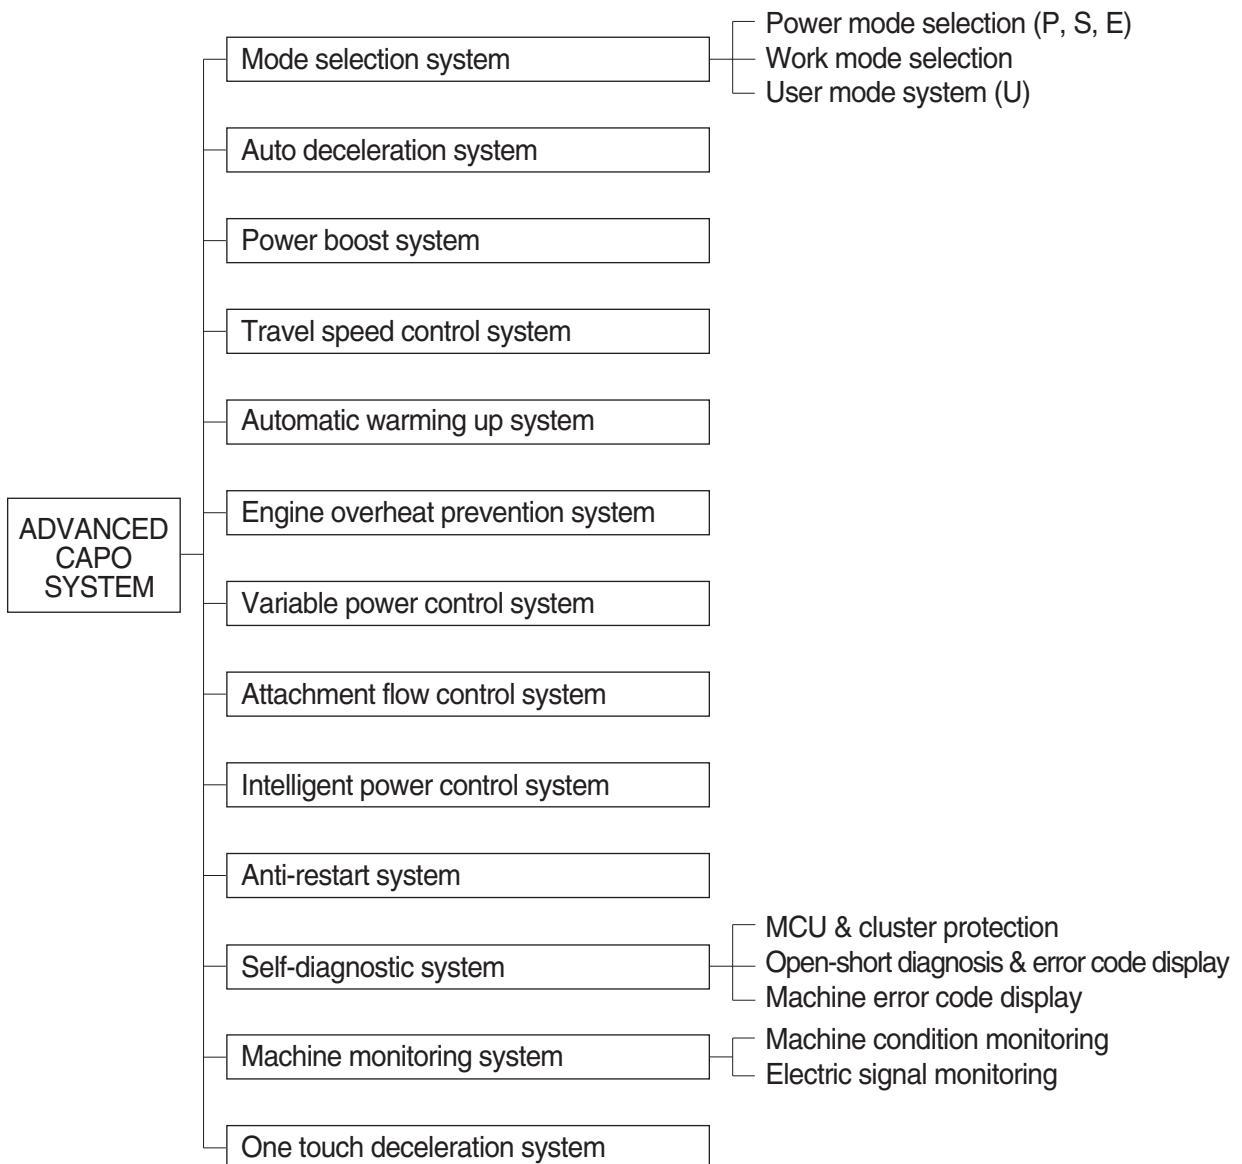 Power mode selection (P, S, E)
Mode selection system
Work mode selection
User mode system (U)
Auto deceleration system
Power boost system
Travel speed control system
Automatic warming up system
Engine overheat prevention system
ADVANCED
CAPO
SYSTEM
Variable power control system
Attachment flow control system
Intelligent power control system
Anti-restart system
MCU & cluster protection
Self-diagnostic system
Open-short diagnosis & error code display
Machine error code display
Machine condition monitoring
Machine monitoring system
Electric signal monitoring
One touch deceleration system